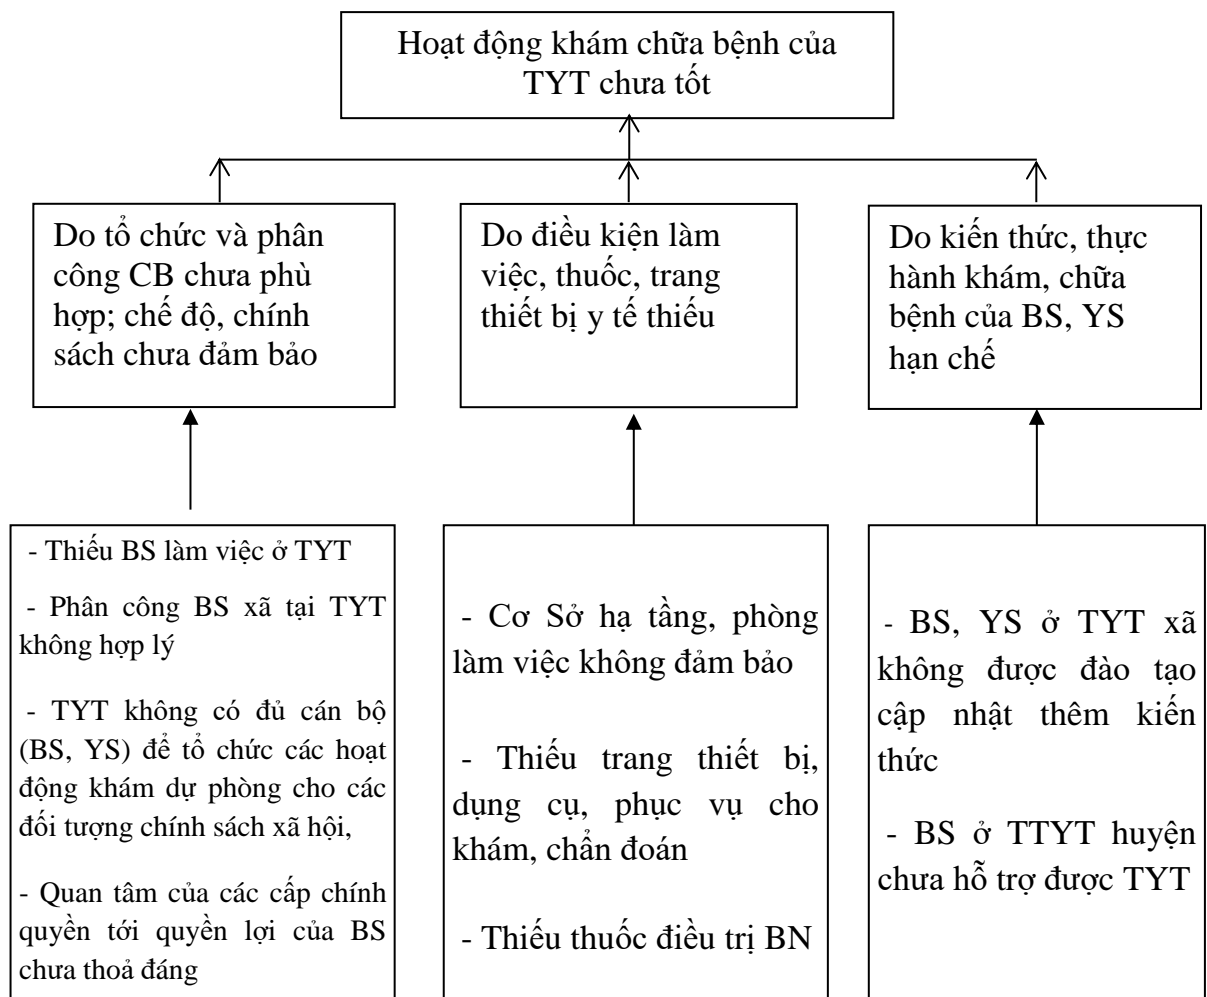 Hoạt động khám chữa bệnh của
TYT chưa tốt
Do tổ chức và phân
công CB chưa phù
hợp; chế độ, chính
sách chưa đảm bảo
Do điều kiện làm
việc, thuốc, trang
thiết bị y tế thiếu
Do kiến thức, thực
hành khám, chữa
bệnh của BS, YS
hạn chế
- Thiếu BS làm việc ở TYT
- Phân công BS xã tại TYT
không hợp lý
- TYT không có đủ cán bộ
(BS, YS) để tổ chức các hoạt
động khám dự phòng cho các
đối tượng chính sách xã hội,
- Quan tâm của các cấp chính
quyền tới quyền lợi của BS
chưa thoả đáng
- Cơ Sở hạ tầng, phòng
làm việc không đảm bảo
- Thiếu trang thiết bị,
dụng cụ, phục vụ cho
khám, chẩn đoán
- Thiếu thuốc điều trị BN
- BS, YS ở TYT xã
không được đào tạo
cập nhật thêm kiến
thức
- BS ở TTYT huyện
chưa hỗ trợ được TYT